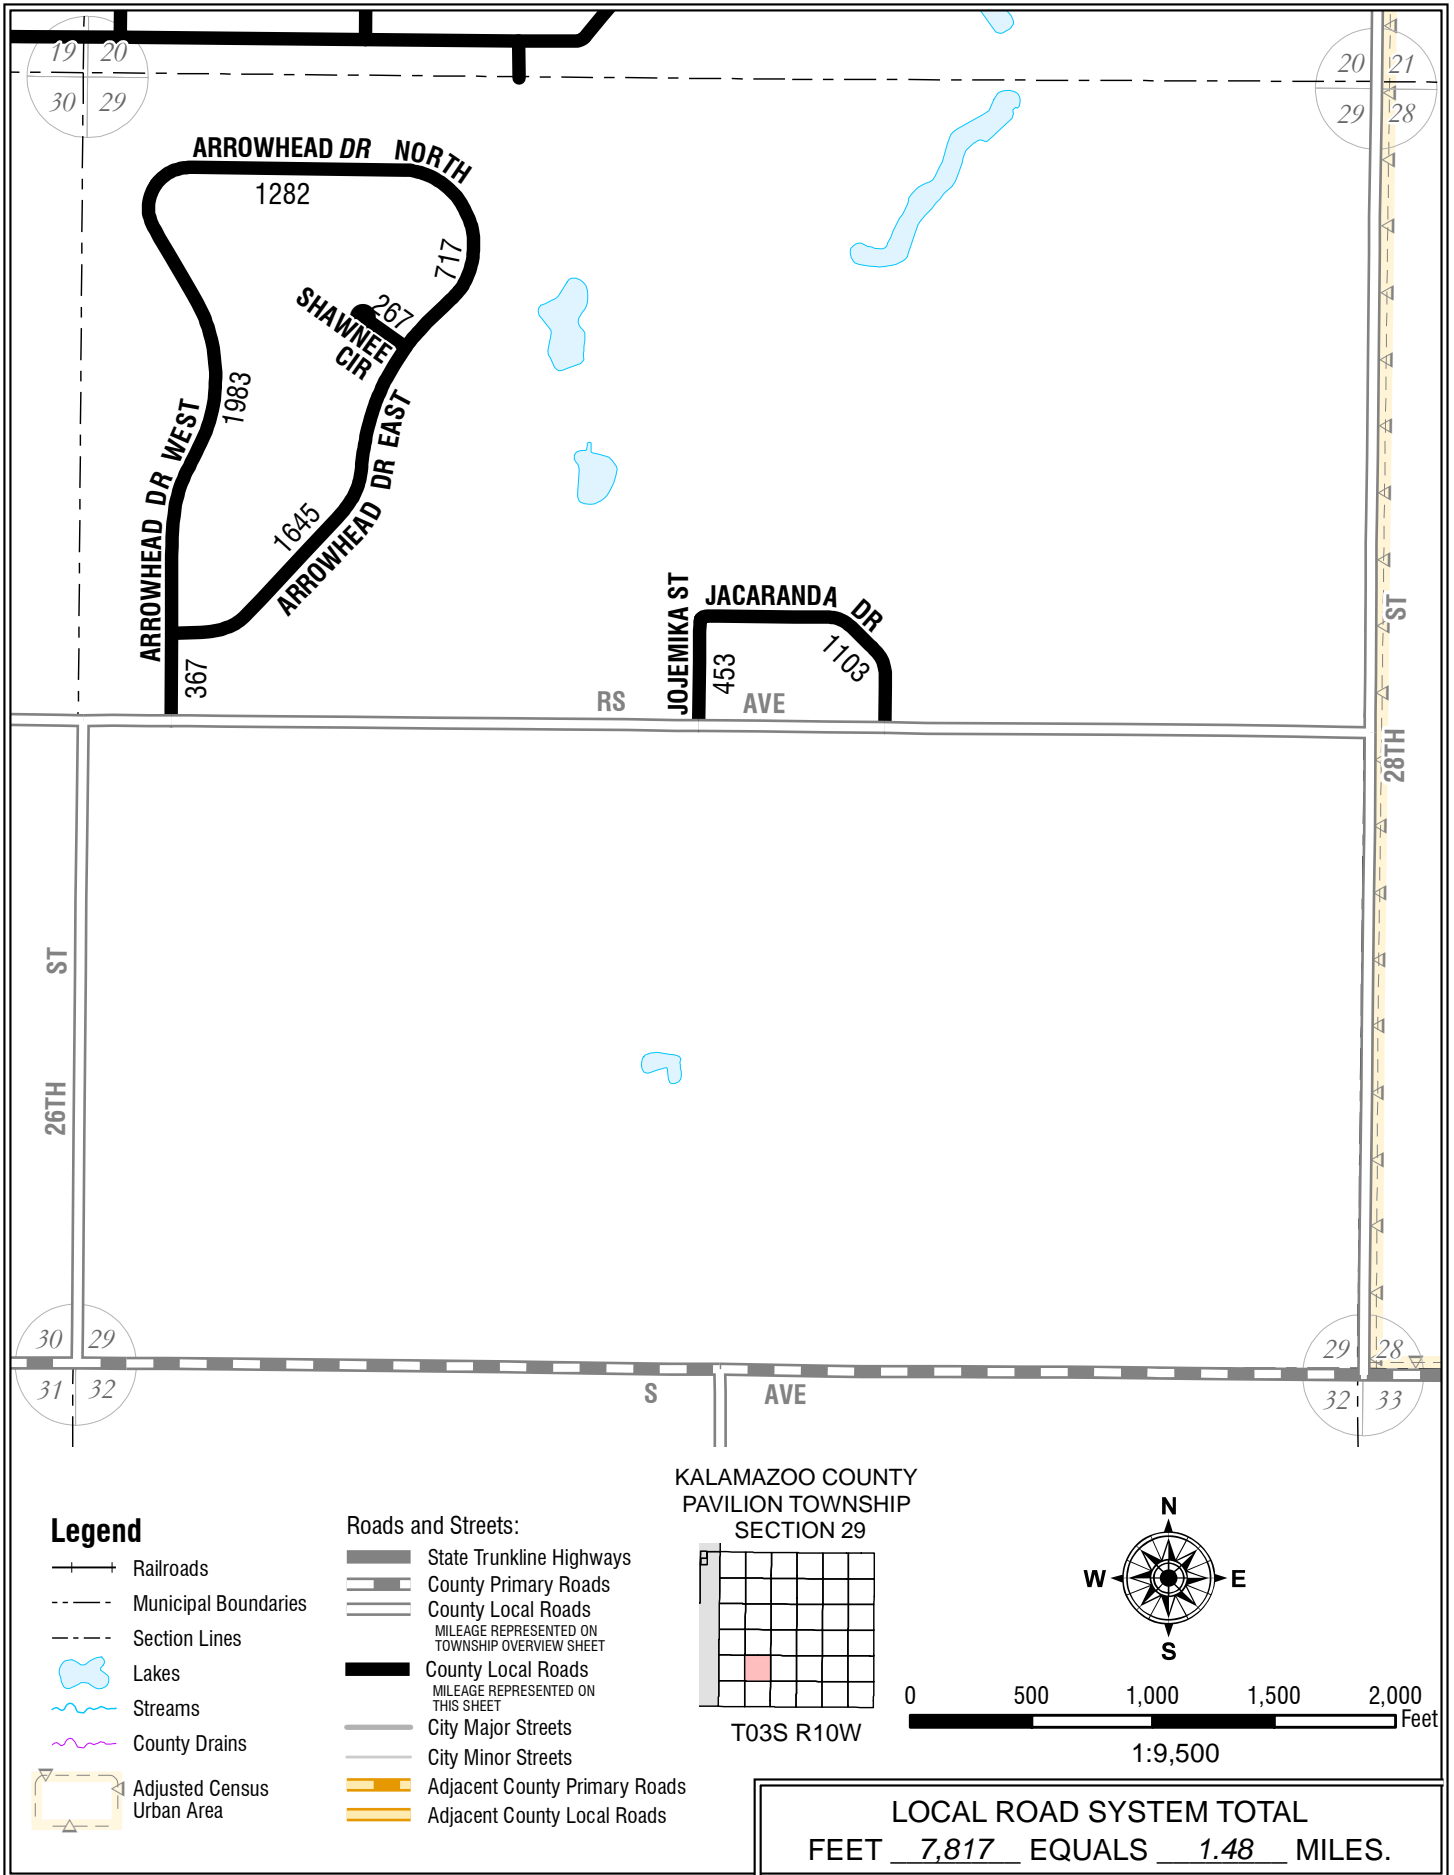 19 20
30 29
20 21
29 28
ARROWHEAD DR NORTH
1282
717
267
SHAWNEE
CIR
1983
ARROWHEAD DR WEST
ARROWHEAD DR EAST
1645
367
JOJEMIKA ST
JACARANDA DR
453
1103
RS AVE
28TH ST
26TH ST
30 29
31 32
29 28
32 33
S AVE
KALAMAZOO COUNTY
PAVILION TOWNSHIP
SECTION 29
T03S R10W
Legend
Railroads
Municipal Boundaries
Section Lines
Lakes
Streams
County Drains
Adjusted Census
Urban Area
Roads and Streets:
State Trunkline Highways
County Primary Roads
County Local Roads
MILEAGE REPRESENTED ON
TOWNSHIP OVERVIEW SHEET
County Local Roads
MILEAGE REPRESENTED ON
THIS SHEET
City Major Streets
City Minor Streets
Adjacent County Primary Roads
Adjacent County Local Roads
N
W E
S
0 500 1,000 1,500 2,000
Feet
1:9,500
LOCAL ROAD SYSTEM TOTAL
FEET 7,817 EQUALS 1.48 MILES.